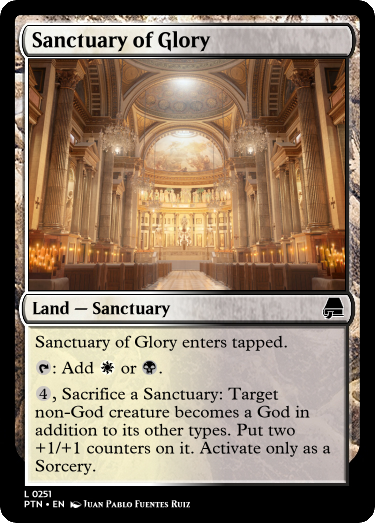 Sanctuary of Glory
Land — Sanctuary
Sanctuary of Glory enters tapped.
: Add or .
4, Sacrifice a Sanctuary: Target
non-God creature becomes a God in
addition to its other types. Put two
+1/+1 counters on it. Activate only as a
Sorcery.
L 0251
PTN • EN Juan Pablo Fuentes Ruiz